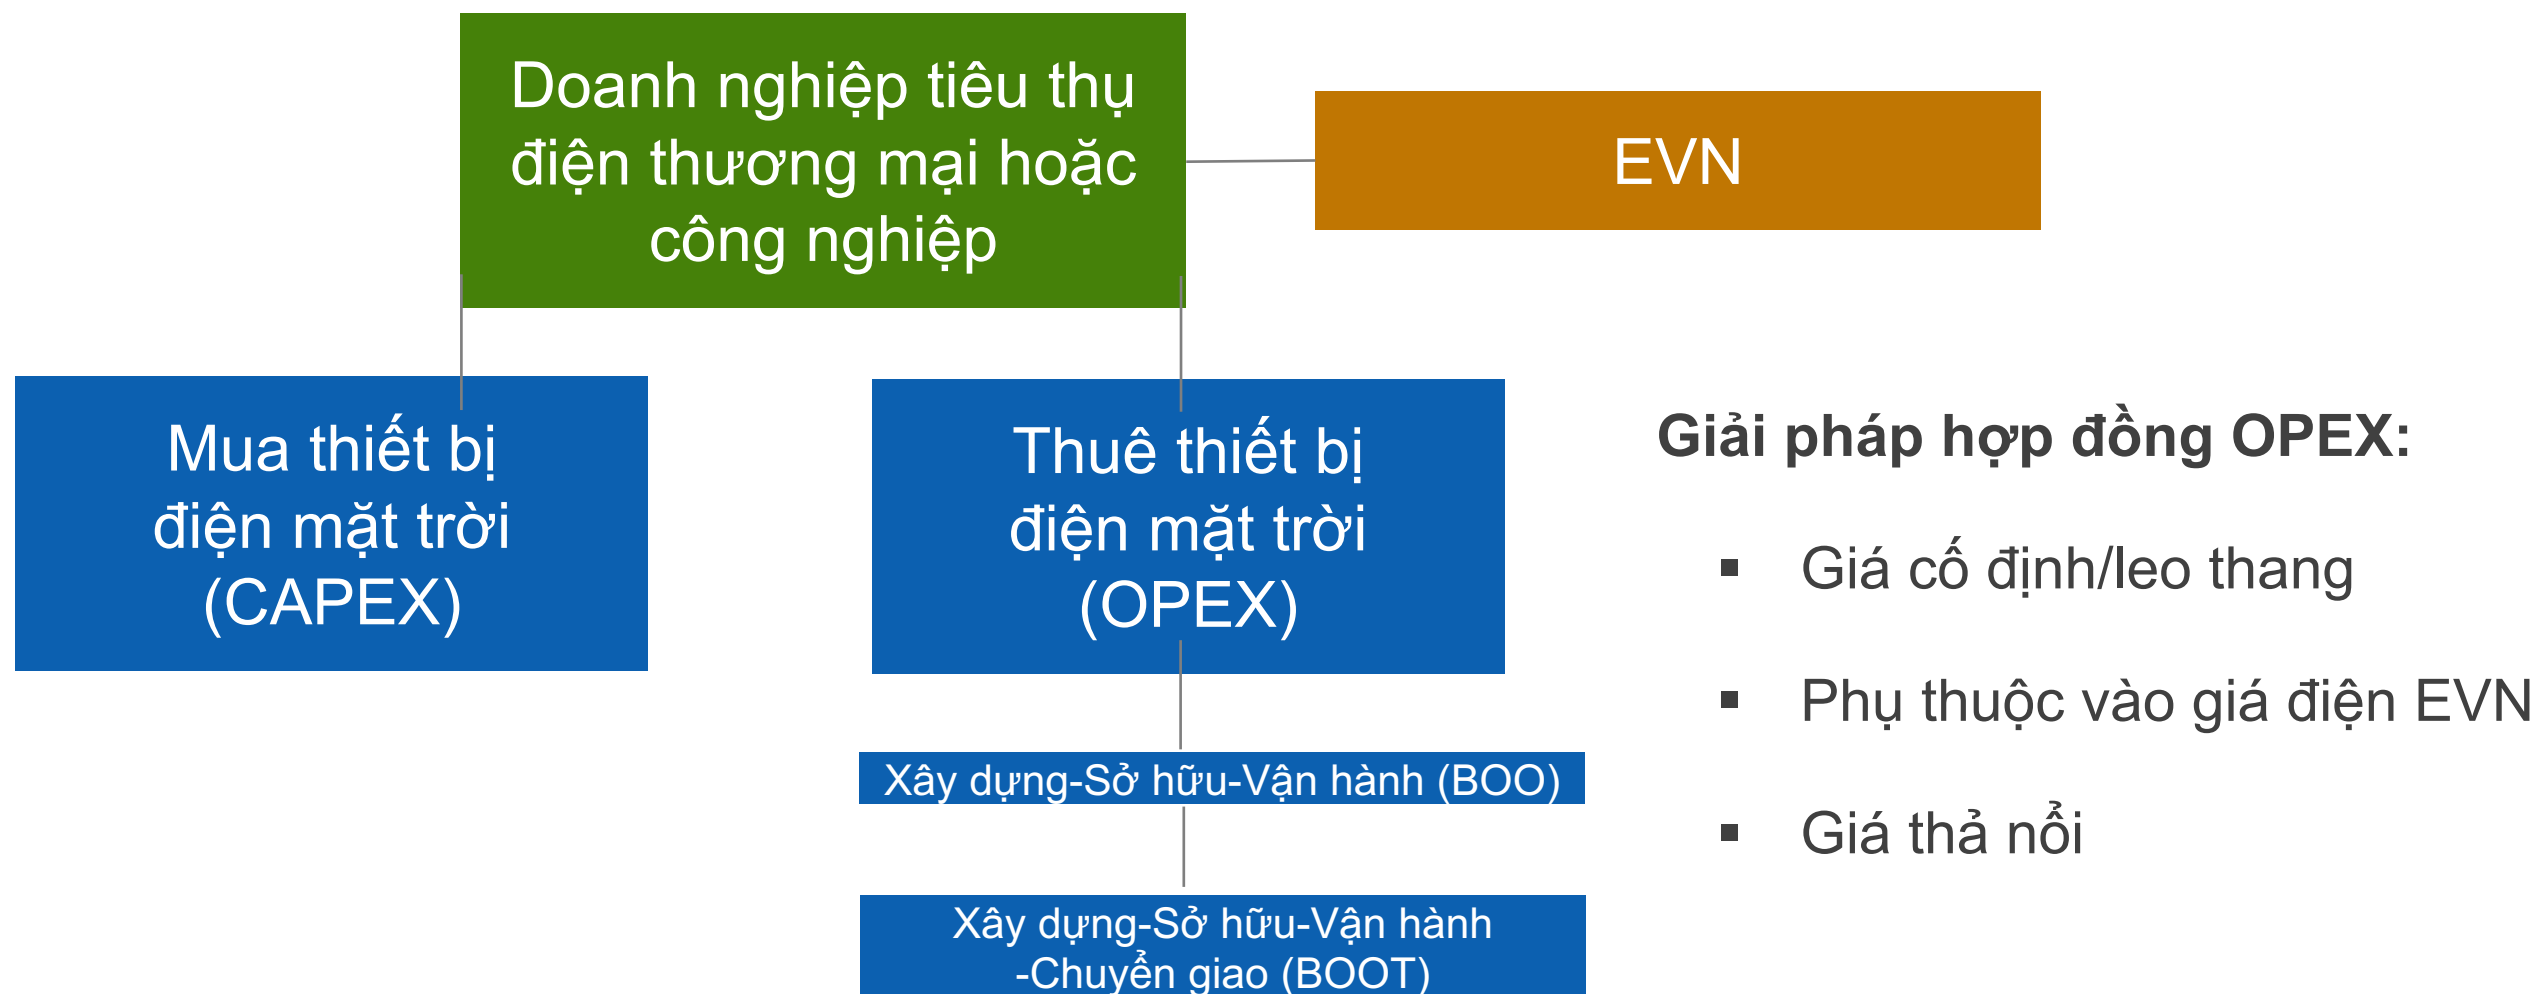 Doanh nghiệp tiêu thụ
điện thương mại hoặc
công nghiệp
EVN
Mua thiết bị
điện mặt trời
(CAPEX)
Thuê thiết bị
điện mặt trời
(OPEX)
Xây dựng-Sở hữu-Vận hành (BOO)
Xây dựng-Sở hữu-Vận hành
-Chuyển giao (BOOT)
Giải pháp hợp đồng OPEX:
▪ Giá cố định/leo thang
▪ Phụ thuộc vào giá điện EVN
▪ Giá thả nổi